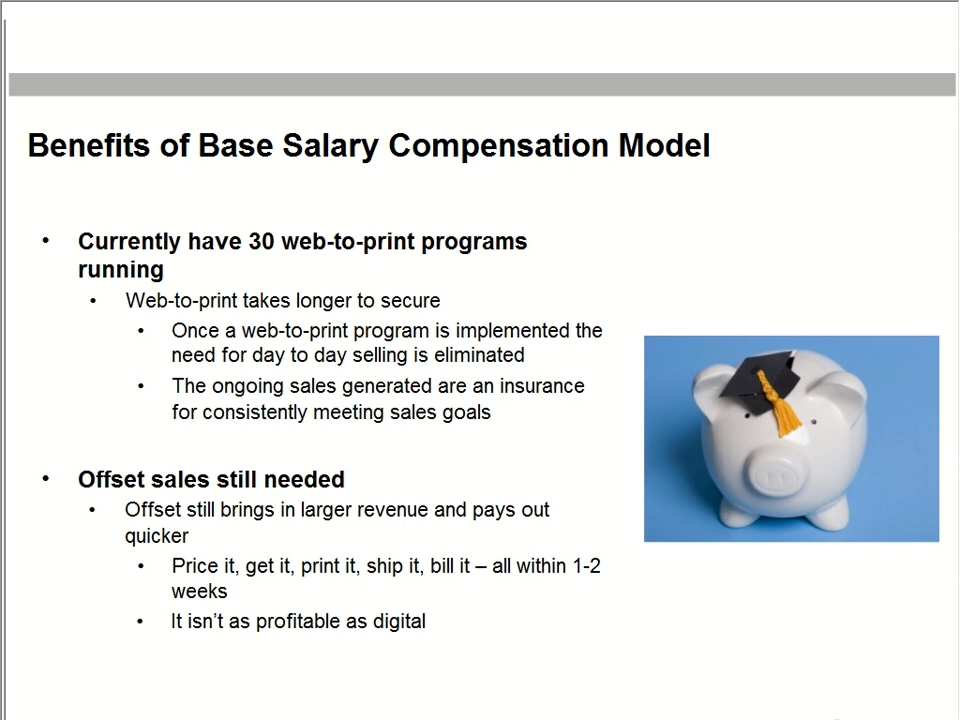 Benefits of Base Salary Compensation Model
• Currently have 30 web-to-print programs
running
• Web-to-print takes longer to secure
• Once a web-to-print program is implemented the
need for day to day selling is eliminated
• The ongoing sales generated are an insurance
for consistently meeting sales goals
• Offset sales still needed
• Offset still brings in larger revenue and pays out
quicker
• Price it, get it, print it, ship it, bill it – all within 1-2
weeks
• It isn’t as profitable as digital